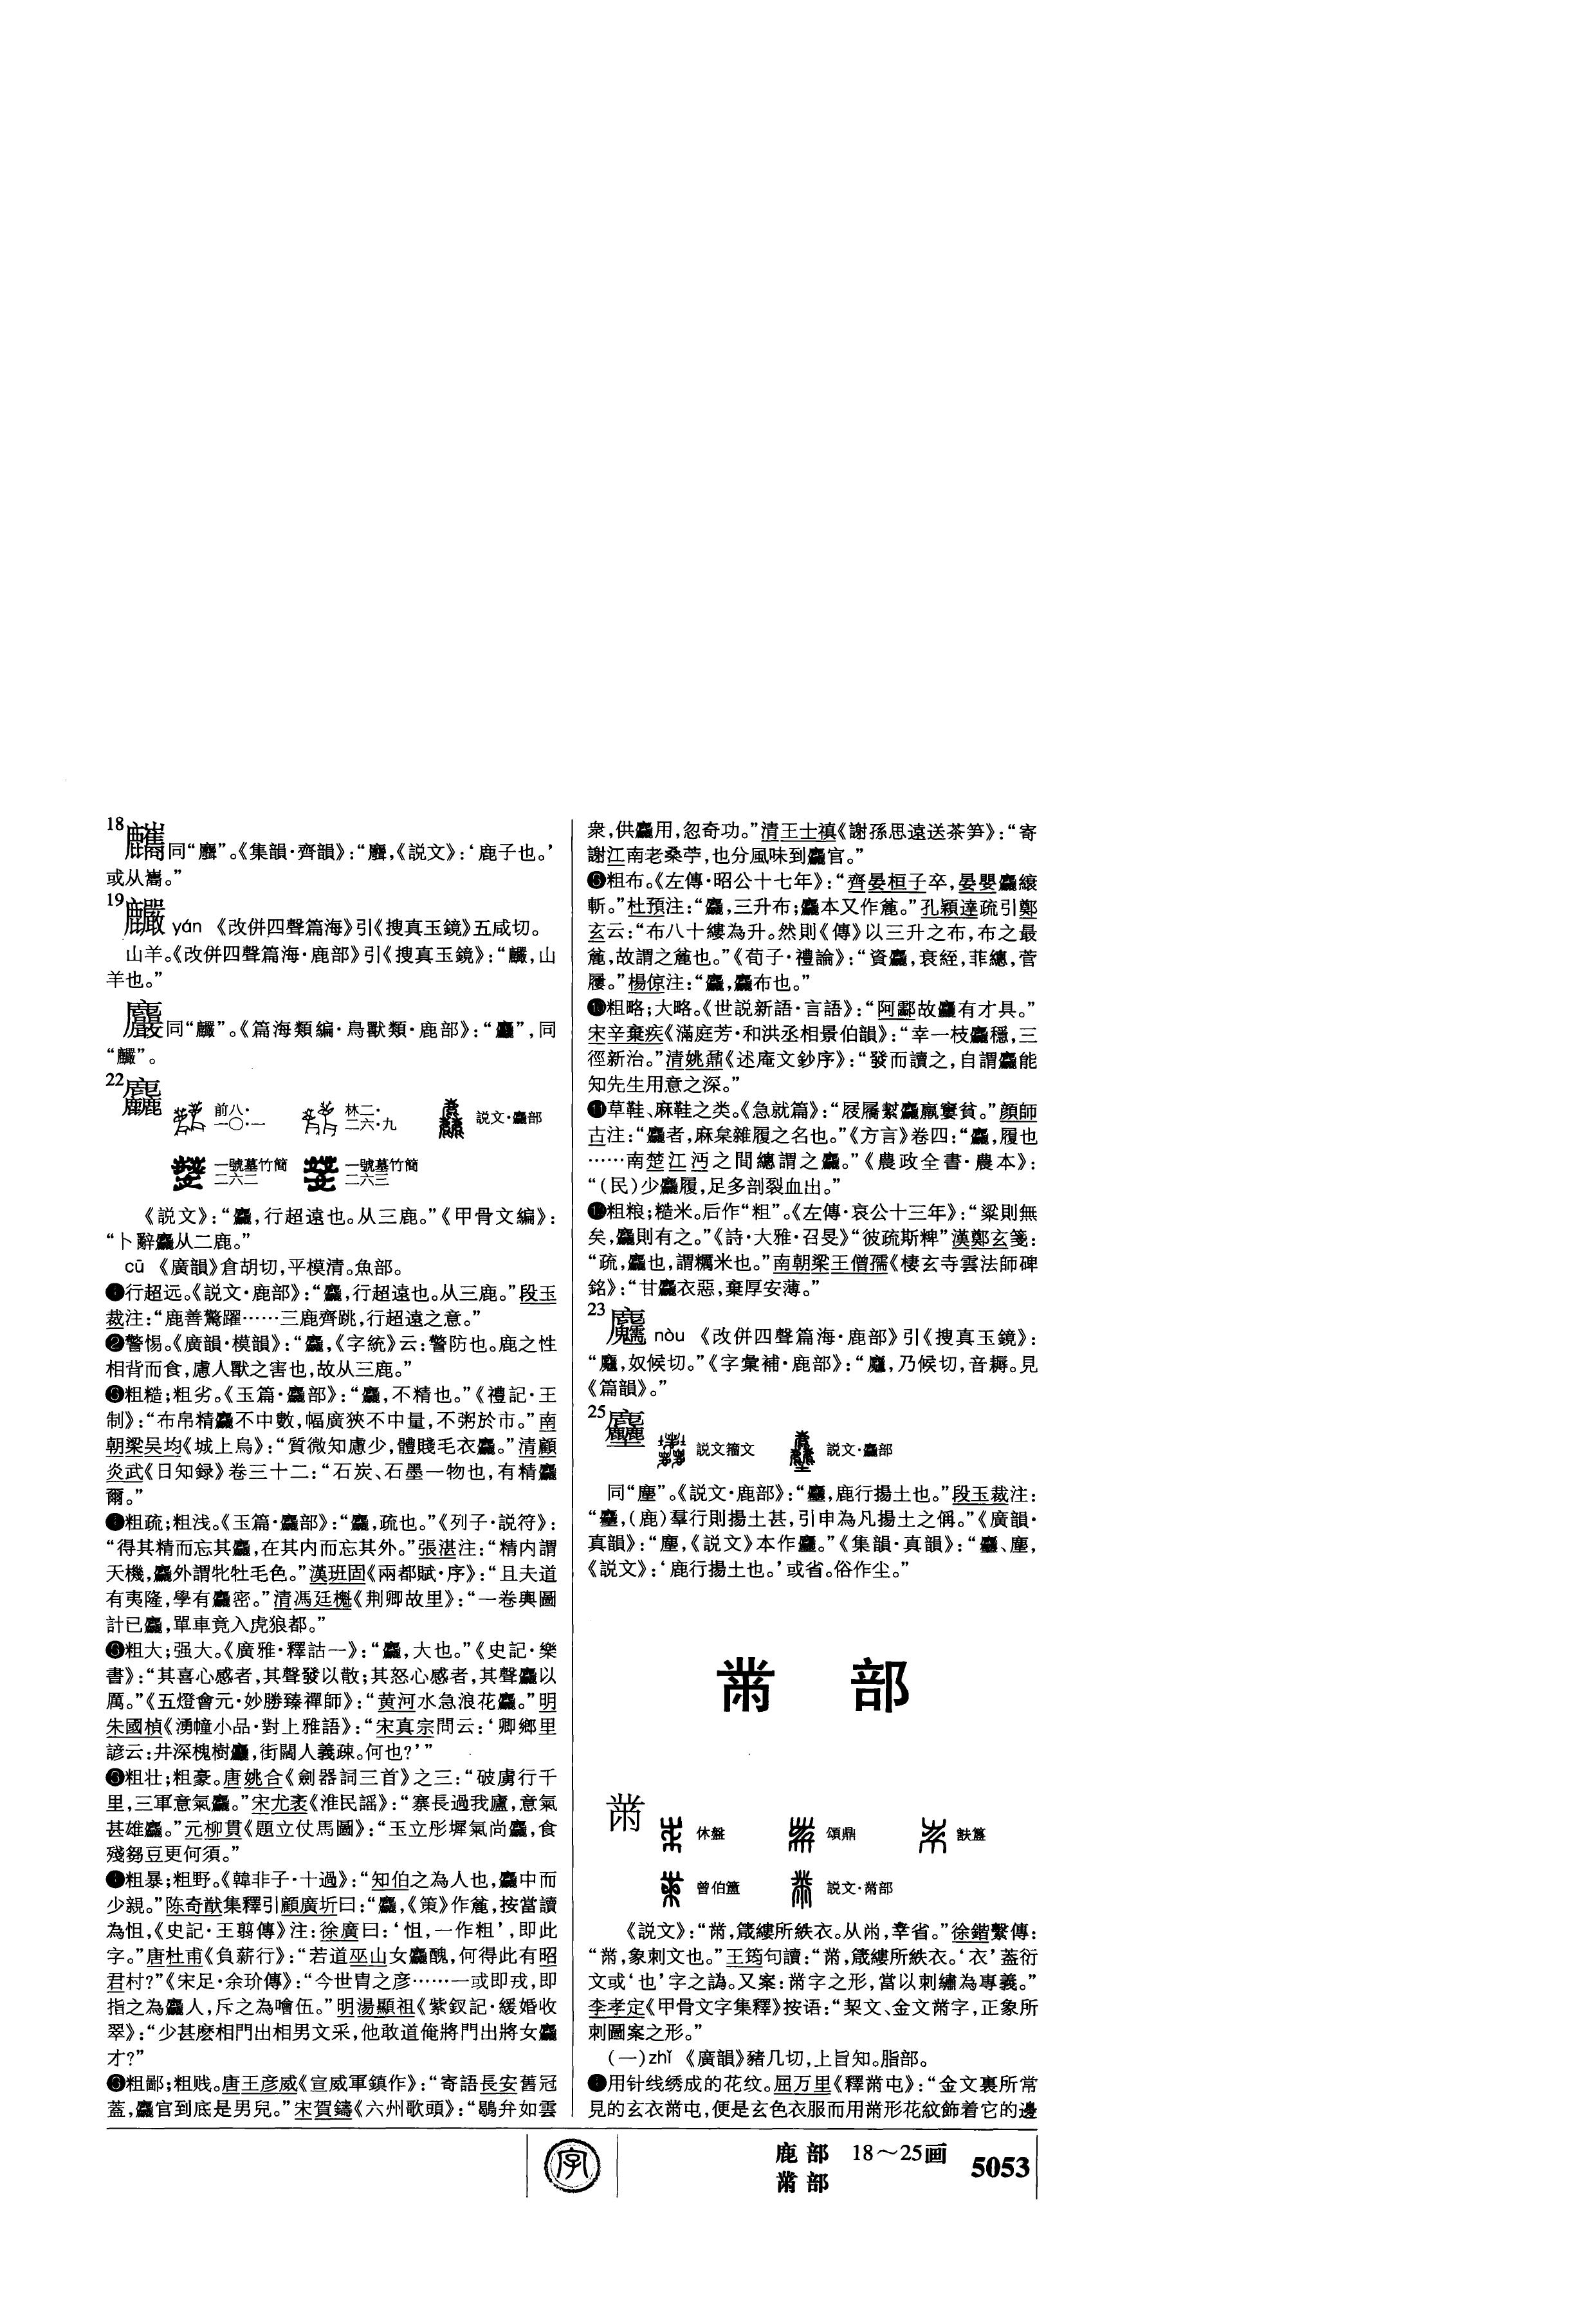 18
同“麛”。《集韻·齊韻》：“麛，《説文》：‘鹿子也。’
或从巂。”
19
yán 《改併四聲篇海》引《搜真玉鏡》五咸切。
山羊。《改併四聲篇海·鹿部》引《搜真玉鏡》：“，山
羊也。”
同“”。《篇海類編·鳥獸類·鹿部》：“”，同
“”。
22
麤 前八·一〇·一 林二·二六·九 説文·麤部
一號墓竹簡二六二 一號墓竹簡二六三
《説文》：“麤，行超遠也。从三鹿。”《甲骨文編》：
“卜辭麤从二鹿。”
cū 《廣韻》倉胡切，平模清。魚部。
❶行超远。《説文·鹿部》：“麤，行超遠也。从三鹿。”段玉
裁注：“鹿善驚躍……三鹿齊跳，行超遠之意。”
❷警惕。《廣韻·模韻》：“麤，《字統》云：警防也。鹿之性
相背而食，慮人獸之害也，故从三鹿。”
❸粗糙；粗劣。《玉篇·麤部》：“麤，不精也。”《禮記·王
制》：“布帛精麤不中數，幅廣狹不中量，不粥於市。”南
朝梁吴均《城上烏》：“質微知慮少，體賤毛衣麤。”清顧
炎武《日知録》卷三十二：“石炭、石墨一物也，有精麤
爾。”
❹粗疏；粗浅。《玉篇·麤部》：“麤，疏也。”《列子·説符》：
“得其精而忘其麤，在其内而忘其外。”張湛注：“精内謂
天機，麤外謂牝牡毛色。”漢班固《兩都賦·序》：“且夫道
有夷隆，學有麤密。”清馮廷櫆《荆卿故里》：“一卷輿圖
計已麤，單車竟入虎狼都。”
❺粗大；强大。《廣雅·釋詁一》：“麤，大也。”《史記·樂
書》：“其喜心感者，其聲發以散；其怒心感者，其聲麤以
厲。”《五燈會元·妙勝臻禪師》：“黄河水急浪花麤。”明
朱國楨《湧幢小品·對上雅語》：“宋真宗問云：‘卿鄉里
諺云：井深槐樹麤，街闊人義疎。何也？’”
❻粗壮；粗豪。唐姚合《劍器詞三首》之三：“破虜行千
里，三軍意氣麤。”宋尤袤《淮民謡》：“寨長過我廬，意氣
甚雄麤。”元柳貫《題立仗馬圖》：“玉立彤墀氣尚麤，食
殘芻豆更何須。”
❼粗暴；粗野。《韓非子·十過》：“知伯之為人也，麤中而
少親。”陈奇猷集釋引顧廣圻曰：“麤，《策》作麄，按當讀
為怚，《史記·王翦傳》注：徐廣曰：‘怚，一作粗’，即此
字。”唐杜甫《負薪行》：“若道巫山女麤醜，何得此有昭
君村？”《宋足·余玠傳》：“今世胄之彦……一或即戎，即
指之為麤人，斥之為噲伍。”明湯顯祖《紫釵記·緩婚收
翠》：“少甚麽相門出相男文采，他敢道俺將門出將女麤
才？”
❽粗鄙；粗贱。唐王彦威《宣威軍鎮作》：“寄語長安舊冠
蓋，麤官到底是男兒。”宋賀鑄《六州歌頭》：“鶡弁如雲
衆，供麤用，忽奇功。”清王士禛《謝孫思遠送茶笋》：“寄
謝江南老桑苧，也分風味到麤官。”
❾粗布。《左傳·昭公十七年》：“齊晏桓子卒，晏嬰麤縗
斬。”杜預注：“麤，三升布；麤本又作麄。”孔穎達疏引鄭
玄云：“布八十縷為升。然則《傳》以三升之布，布之最
麄，故謂之麄也。”《荀子·禮論》：“資麤，衰絰，菲繐，菅
屨。”楊倞注：“麤，麤布也。”
❿粗略；大略。《世説新語·言語》：“阿酃故麤有才具。”
宋辛棄疾《滿庭芳·和洪丞相景伯韻》：“幸一枝麤穩，三
徑新治。”清姚鼐《述庵文鈔序》：“發而讀之，自謂麤能
知先生用意之深。”
⓫草鞋、麻鞋之类。《急就篇》：“屐屩䋈麤羸窶貧。”顔師
古注：“麤者，麻枲雜履之名也。”《方言》卷四：“麤，履也
……南楚江沔之間總謂之麤。”《農政全書·農本》：
“（民）少麤履，足多剖裂血出。”
⓬粗粮；糙米。后作“粗”。《左傳·哀公十三年》：“粱則無
矣，麤則有之。”《詩·大雅·召旻》“彼疏斯粺”漢鄭玄箋：
“疏，麤也，謂糲米也。”南朝梁王僧孺《棲玄寺雲法師碑
銘》：“甘麤衣惡，棄厚安薄。”
23
nòu 《改併四聲篇海·鹿部》引《搜真玉鏡》：
“，奴候切。”《字彙補·鹿部》：“，乃候切，音耨。見
《篇韻》。”
25
説文籀文 説文·麤部
同“塵”。《説文·鹿部》：“，鹿行揚土也。”段玉裁注：
“，（鹿）羣行則揚土甚，引申為凡揚土之偁。”《廣韻·
真韻》：“塵，《説文》本作。”《集韻·真韻》：“、塵，
《説文》：‘鹿行揚土也。’或省。俗作尘。”
黹 部
黹 休盤 頌鼎 㝬簋
曾伯簠 説文·黹部
《説文》：“黹，箴縷所紩衣。从㡀，丵省。”徐鍇繫傳：
“黹，象刺文也。”王筠句讀：“黹，箴縷所紩衣。‘衣’蓋衍
文或‘也’字之譌。又案：黹字之形，當以刺繡為專義。”
李孝定《甲骨文字集釋》按语：“栔文、金文黹字，正象所
刺圖案之形。”
（一）zhǐ 《廣韻》豬几切，上旨知。脂部。
❶用针线绣成的花纹。屈万里《釋黹屯》：“金文裏所常
見的玄衣黹屯，便是玄色衣服而用黹形花紋飾着它的邊
字
鹿部 18～25画 5053
黹部